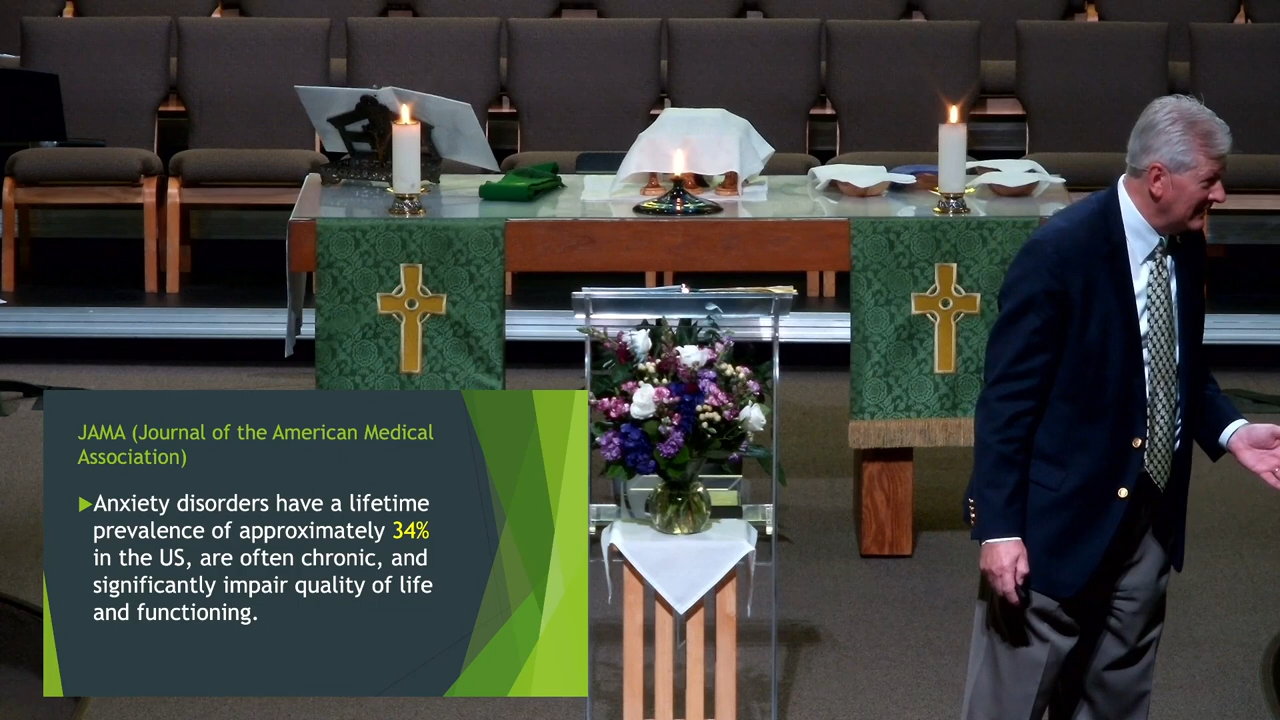 JAMA (Journal of the American Medical
Association)
Anxiety disorders have a lifetime
prevalence of approximately 34%
in the US, are often chronic, and
significantly impair quality of life
and functioning.